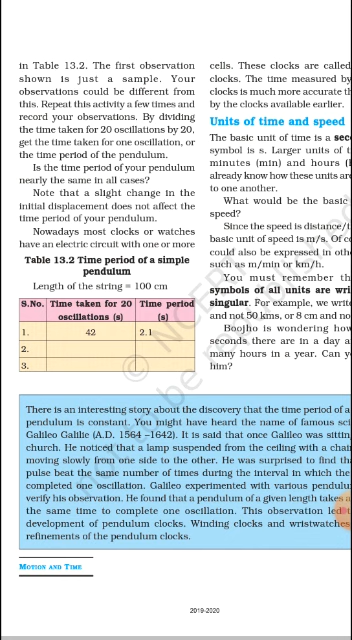 in Table 13.2. The first observation
shown is just a sample. Your
observations could be different from
this. Repeat this activity a few times and
record your observations. By dividing
the time taken for 20 oscillations by 20,
get the time taken for one oscillation, or
the time period of the pendulum.
Is the time period of your pendulum
nearly the same in all cases?
Note that a slight change in the
initial displacement does not affect the
time period of your pendulum.
Nowadays most clocks or watches
have an electric circuit with one or more
Table 13.2 Time period of a simple
pendulum
Length of the string = 100 cm
S.No. Time taken for 20 Time period
oscillations (s) (s)
1. 42 2.1
2.
3.
cells. These clocks are called
clocks. The time measured by
clocks is much more accurate th
by the clocks available earlier.
Units of time and speed
The basic unit of time is a sec
symbol is s. Larger units of t
minutes (min) and hours (
already know how these units are
to one another.
What would be the basic
speed?
Since the speed is distance/t
basic unit of speed is m/s. Of c
could also be expressed in othe
such as m/min or km/h.
You must remember th
symbols of all units are wri
singular. For example, we write
and not 50 kms, or 8 cm and no
Boojho is wondering how
seconds there are in a day a
many hours in a year. Can y
him?
There is an interesting story about the discovery that the time period of a
pendulum is constant. You might have heard the name of famous sci
Galileo Galilie (A.D. 1564 –1642). It is said that once Galileo was sittin
church. He noticed that a lamp suspended from the ceiling with a chai
moving slowly from one side to the other. He was surprised to find th
pulse beat the same number of times during the interval in which the
completed one oscillation. Galileo experimented with various pendulu
verify his observation. He found that a pendulum of a given length takes a
the same time to complete one oscillation. This observation led t
development of pendulum clocks. Winding clocks and wristwatches
refinements of the pendulum clocks.
MOTION AND TIME
2019-2020